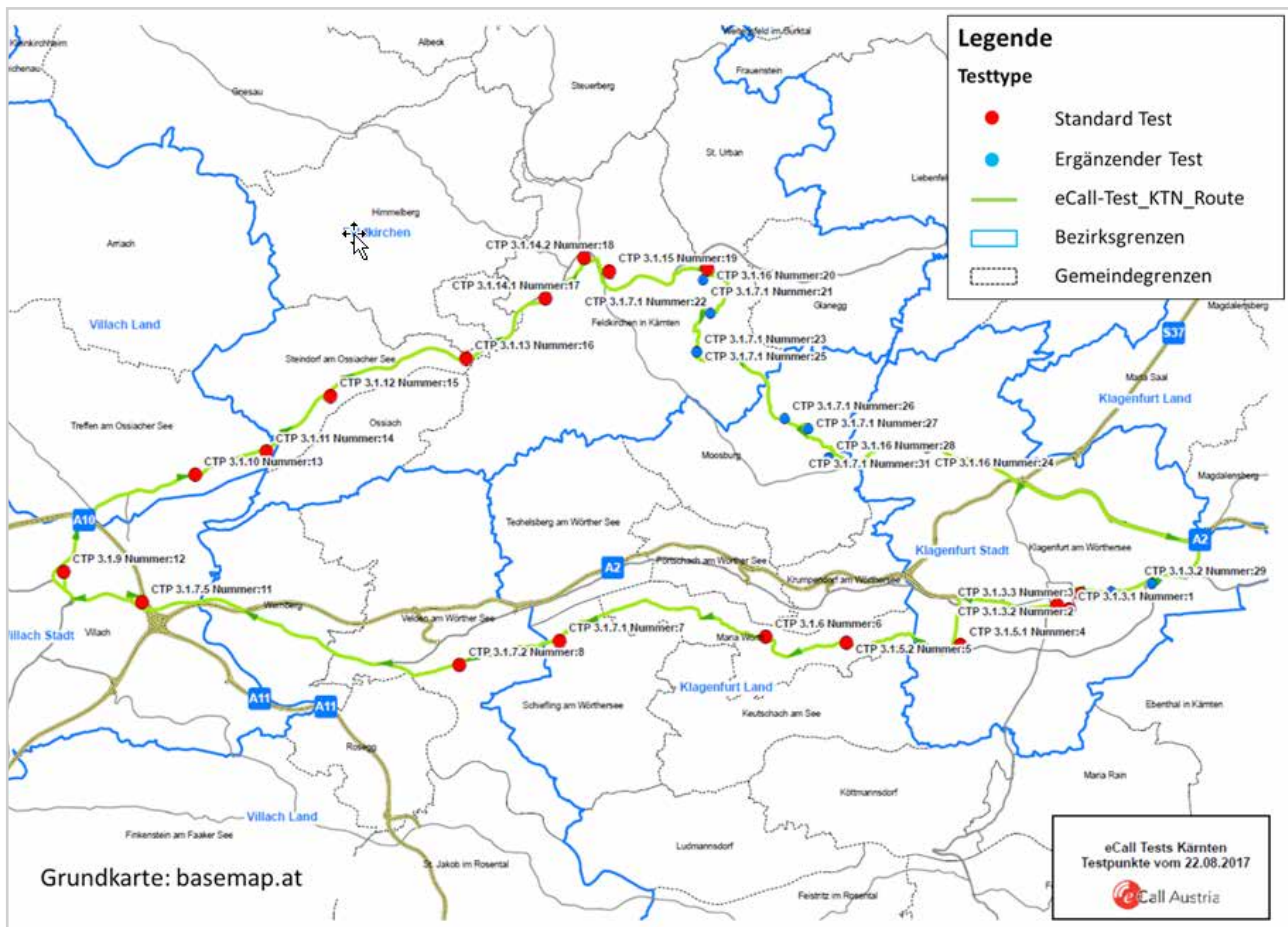 Kleinkirchheim
Albeck
Gnesau
Steuerberg
Frauenstein
St. Urban
Legende
Testtype
Standard Test
Ergänzender Test
eCall-Test_KTN_Route
Bezirksgrenzen
Gemeindegrenzen
Himmelberg
Arriach
CTP 3.1.14.2 Nummer:18
CTP 3.1.15 Nummer:19
CTP 3.1.16 Nummer:20
CTP 3.1.14.1 Nummer:17
CTP 3.1.7.1 Nummer:21
CTP 3.1.7.1 Nummer:22
Glanegg
Magdalensberg
Feldkirchen in Kärnten
Villach Land
S37
CTP 3.1.7.1 Nummer:23
CTP 3.1.13 Nummer:16
Steindorf am Ossiacher See
CTP 3.1.7.1 Nummer:25
Maria Saal
CTP 3.1.12 Nummer:15
Klagenfurt Land
CTP 3.1.7.1 Nummer:26
Ossiach
Treffen am Ossiacher See
CTP 3.1.7.1 Nummer:27
CTP 3.1.11 Nummer:14
CTP 3.1.16 Nummer:28
Moosburg
CTP 3.1.10 Nummer:13
CTP 3.1.7.1 Nummer:31
CTP 3.1.16 Nummer:24
Magdalensberg
A10
Techelsberg am Wörther See
A2
Klagenfurt Stadt
Klagenfurt am Wörthersee
CTP 3.1.9 Nummer:12
A2
Pörtschach am Wörther See
Krumpendorf am Wörthersee
CTP 3.1.3.2 Nummer:29
CTP 3.1.7.5 Nummer:11
CTP 3.1.3.3 Nummer:3
CTP 3.1.3.1 Nummer:1
Wernberg
CTP 3.1.3.2 Nummer:2
Velden am Wörther See
Villach Stadt
Villach
CTP 3.1.7.1 Nummer:7
CTP 3.1.6 Nummer:6
CTP 3.1.5.1 Nummer:4
Maria Wörth
CTP 3.1.7.2 Nummer:8
CTP 3.1.5.2 Nummer:5
Klagenfurt Land
A11
A11
Schiefling am Wörthersee
Keutschach am See
Ebenthal in Kärnten
Rosegg
Maria Rain
Köttmannsdorf
Villach Land
Finkenstein am Faaker See
Ludmannsdorf
eCall Tests Kärnten
Testpunkte vom 22.08.2017
St. Jakob im Rosental
Grundkarte: basemap.at
Feistritz im Rosental
eCall Austria